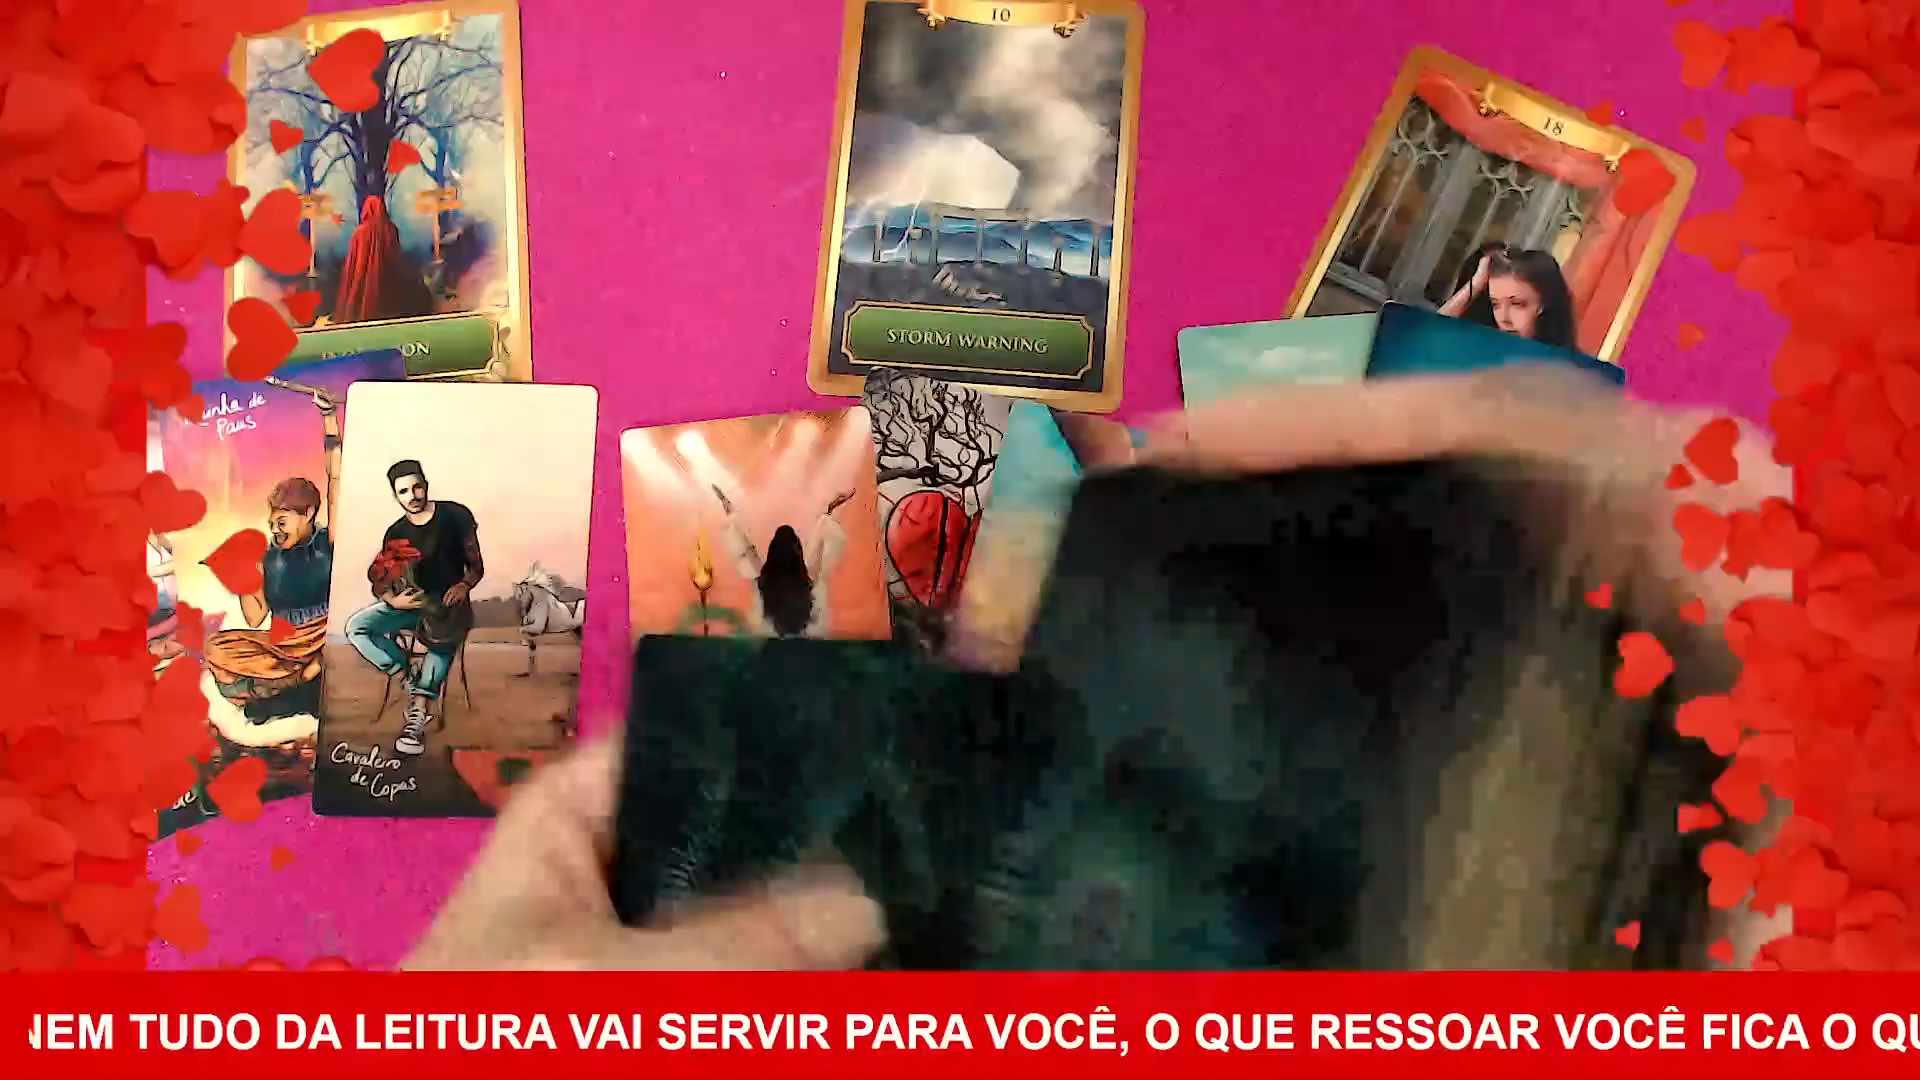 10
18
STORM WARNING
de
Paus
Cavaleiro
de Copas
NEM TUDO DA LEITURA VAI SERVIR PARA VOCÊ, O QUE RESSOAR VOCÊ FICA O QU